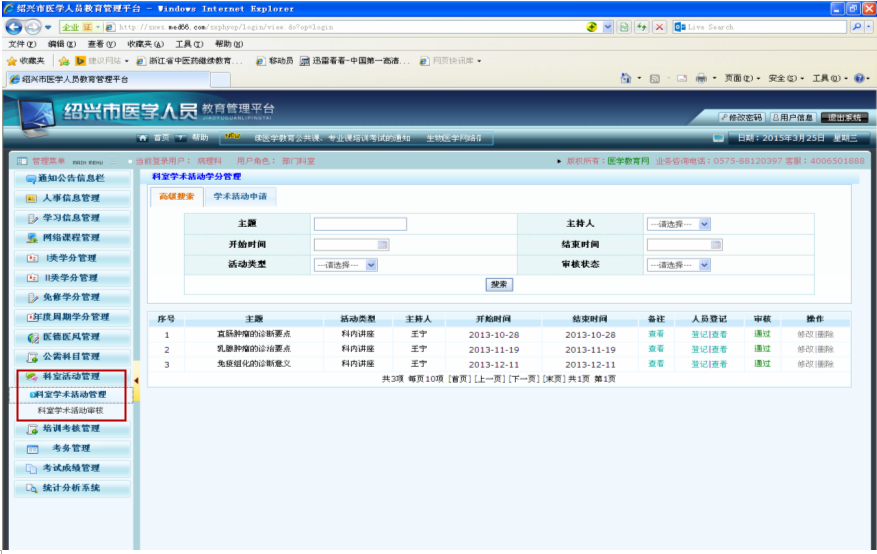 绍兴市医学人员教育管理平台 - Windows Internet Explorer
Live Search
文件(F) 编辑(E) 查看(V) 收藏夹(A) 工具(T) 帮助(H)
收藏夹 建议网站 浙江省中医药继续教育... 移动员 迅雷看看-中国第一高清... 网页快讯库
绍兴市医学人员教育管理平台
页面(P) 安全(S) 工具(O)
绍兴市医学人员 教育管理平台
修改密码 用户信息 退出系统
首页 帮助 续医学教育公共课、专业课培训考试的通知 生物医学网站
日期：2015年3月25日 星期三
管理菜单 MAIN MENU 当前登录用户： 病理科 用户角色： 部门科室 版权所有：医学教育网 业务咨询电话：0575-88120397 客服：4006501888
通知公告信息栏
人事信息管理
学习信息管理
网络课程管理
I类学分管理
II类学分管理
免修学分管理
年度周期学分管理
医德医风管理
公需科目管理
科室活动管理
科室学术活动管理
科室学术活动审核
培训考核管理
考务管理
考试成绩管理
统计分析系统
科室学术活动学分管理
高级搜索 学术活动申请
主题 主持人 ---请选择---
开始时间 结束时间
活动类型 ---请选择--- 审核状态 ---请选择---
搜索
序号 主题 活动类型 主持人 开始时间 结束时间 备注 人员登记 审核 操作
1 直肠肿瘤的诊断要点 科内讲座 王宁 2013-10-28 2013-10-28 查看 登记|查看 通过 修改|删除
2 乳腺肿瘤的诊治要点 科内讲座 王宁 2013-11-19 2013-11-19 查看 登记|查看 通过 修改|删除
3 免疫组化的诊断意义 科内讲座 王宁 2013-12-11 2013-12-11 查看 登记|查看 通过 修改|删除
共3项 每页10项 [首页] [上一页] [下一页] [末页] 共1页 第1页